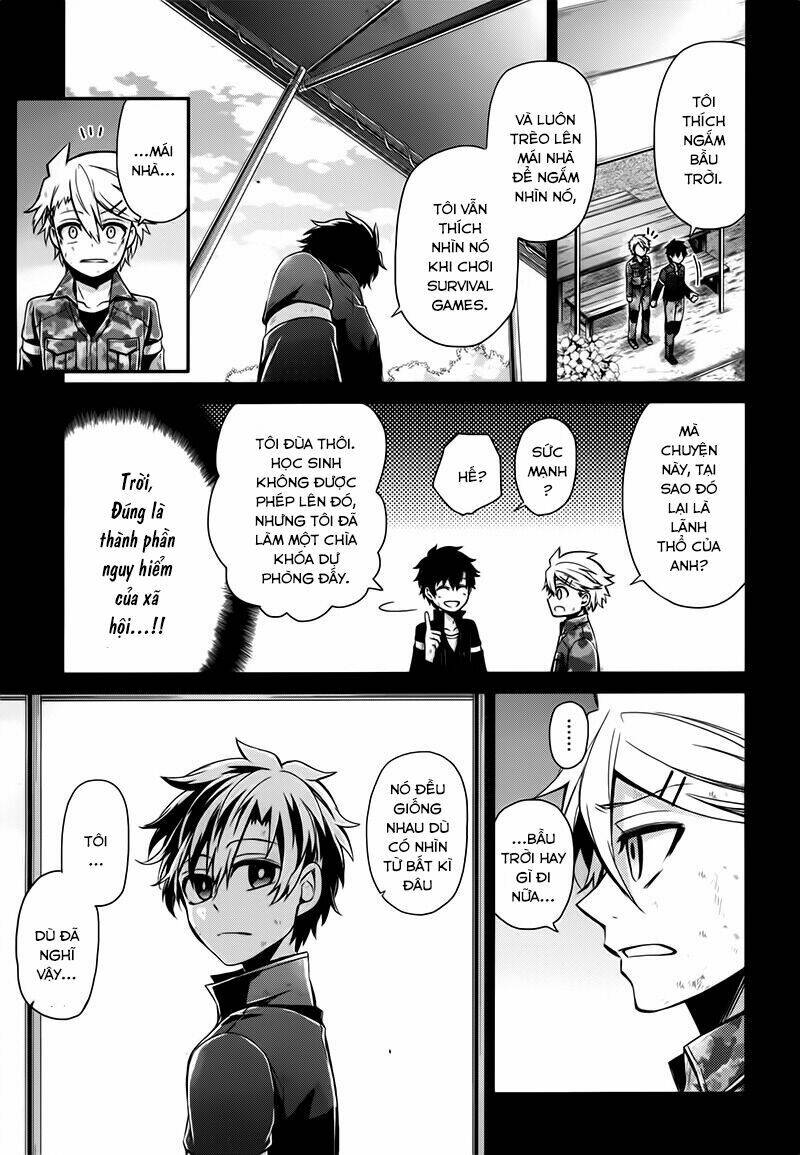 TÔI
THÍCH
NGẮM
BẦU
TRỜI.
VÀ LUÔN
TRÈO LÊN
MÁI NHÀ
ĐỂ NGẮM
NHÌN NÓ,
TÔI VẪN
THÍCH
NHÌN NÓ
KHI CHƠI
SURVIVAL
GAMES.
...MÁI
NHÀ...
MÀ
CHUYỆN
NÀY, TẠI
SAO ĐÓ
LẠI LÀ
LÃNH
THỔ CỦA
ANH?
SỨC
MẠNH
?
HẾ?
TÔI ĐÙA THÔI.
HỌC SINH
KHÔNG ĐƯỢC
PHÉP LÊN ĐÓ,
NHƯNG TÔI ĐÃ
LÀM MỘT CHÌA
KHÓA DỰ
PHÒNG ĐẤY.
Trời,
Đúng là
thành phần
nguy hiểm
của xã
hội...!!
......
...BẦU
TRỜI HAY
GÌ ĐI
NỮA...
NÓ ĐỀU
GIỐNG
NHAU DÙ
CÓ NHÌN
TỪ BẤT KÌ
ĐÂU
TÔI
...
DÙ ĐÃ
NGHĨ
VẬY...